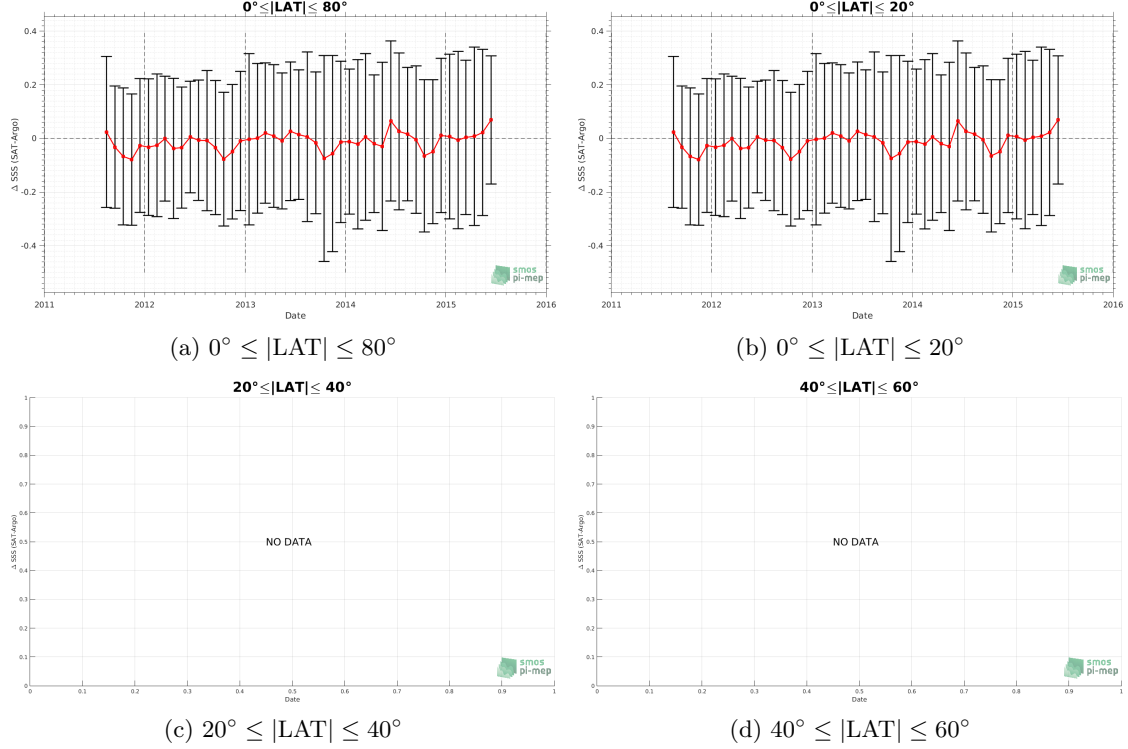 0°≤|LAT|≤ 80°
0.4
0.2
0
-0.2
-0.4
Δ SSS (SAT-Argo)
2011 2012 2013 2014 2015 2016
Date
smos
pi-mep
(a) 0° ≤ |LAT| ≤ 80°
0°≤|LAT|≤ 20°
0.4
0.2
0
-0.2
-0.4
Δ SSS (SAT-Argo)
2011 2012 2013 2014 2015 2016
Date
smos
pi-mep
(b) 0° ≤ |LAT| ≤ 20°
20°≤|LAT|≤ 40°
1
0.9
0.8
0.7
0.6
0.5
0.4
0.3
0.2
0.1
0
Δ SSS (SAT-Argo)
NO DATA
0 0.1 0.2 0.3 0.4 0.5 0.6 0.7 0.8 0.9 1
Date
smos
pi-mep
(c) 20° ≤ |LAT| ≤ 40°
40°≤|LAT|≤ 60°
1
0.9
0.8
0.7
0.6
0.5
0.4
0.3
0.2
0.1
0
Δ SSS (SAT-Argo)
NO DATA
0 0.1 0.2 0.3 0.4 0.5 0.6 0.7 0.8 0.9 1
Date
smos
pi-mep
(d) 40° ≤ |LAT| ≤ 60°